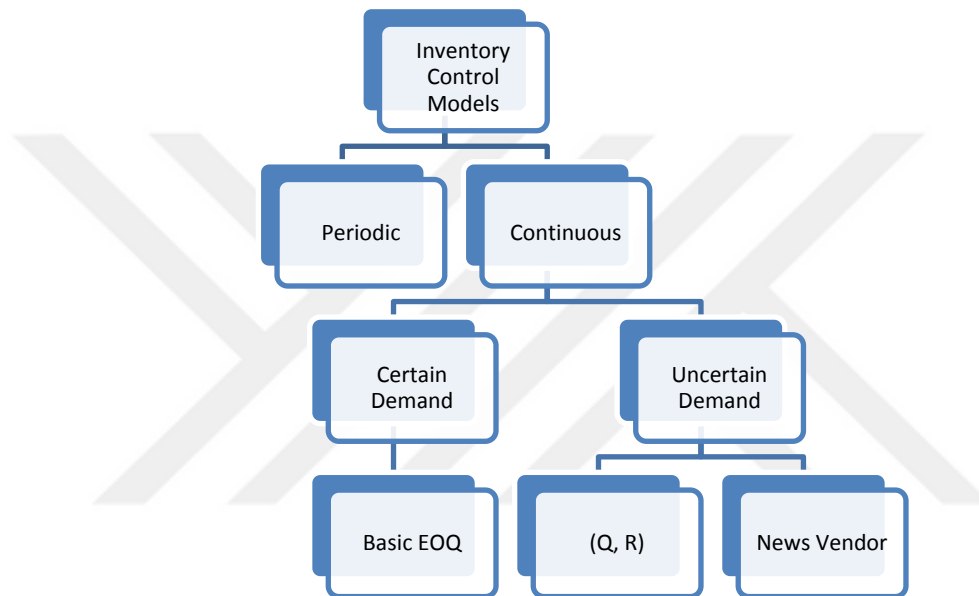 Inventory
Control
Models
Periodic
Continuous
Certain
Demand
Uncertain
Demand
Basic EOQ
(Q, R)
News Vendor